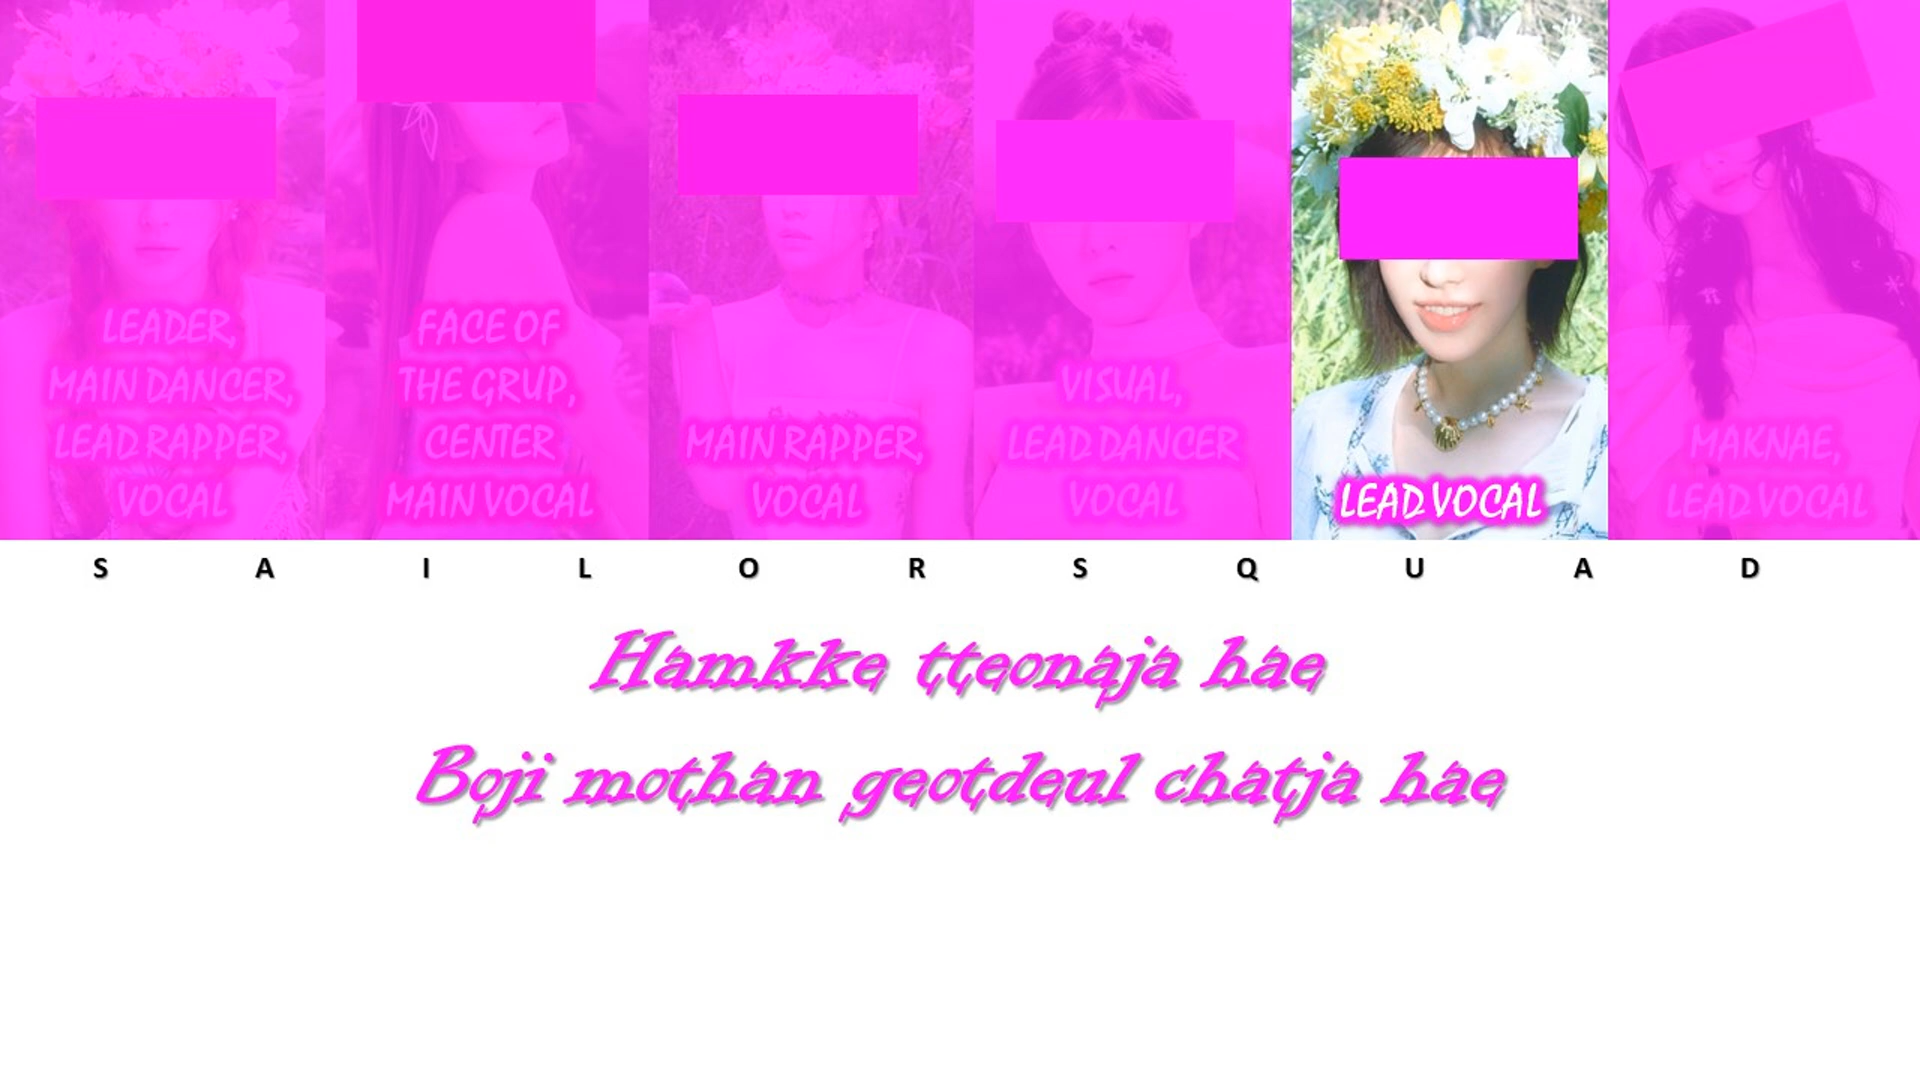 LEADER,
MAIN DANCER,
LEAD RAPPER,
VOCAL
FACE OF
THE GRUP,
CENTER
MAIN VOCAL
MAIN RAPPER,
VOCAL
VISUAL,
LEAD DANCER
VOCAL
LEAD VOCAL
MAKNAE,
LEAD VOCAL
S A I L O R S Q U A D
Hamkke tteonaja hae
Boji mothan geotdeul chatja hae